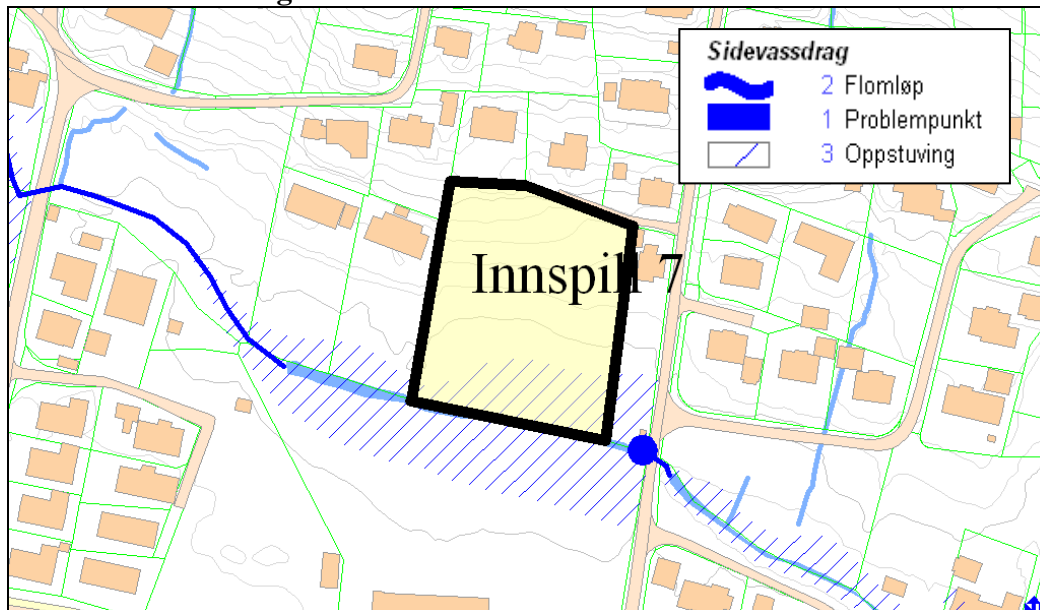 Sidevassdrag
2 Flomløp
1 Problempunkt
3 Oppstuving
Innspill 7